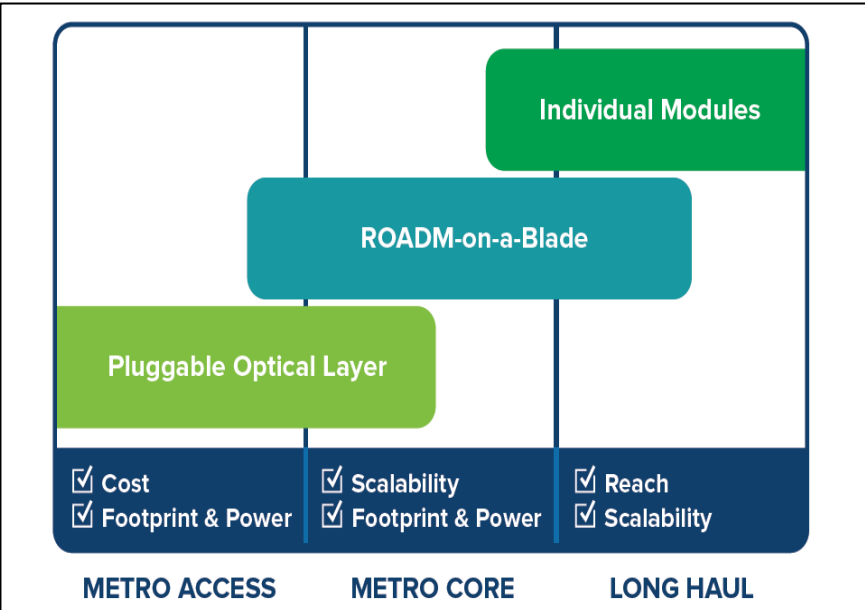 Individual Modules
ROADM-on-a-Blade
Pluggable Optical Layer
Cost
Footprint & Power
Scalability
Footprint & Power
Reach
Scalability
METRO ACCESS
METRO CORE
LONG HAUL